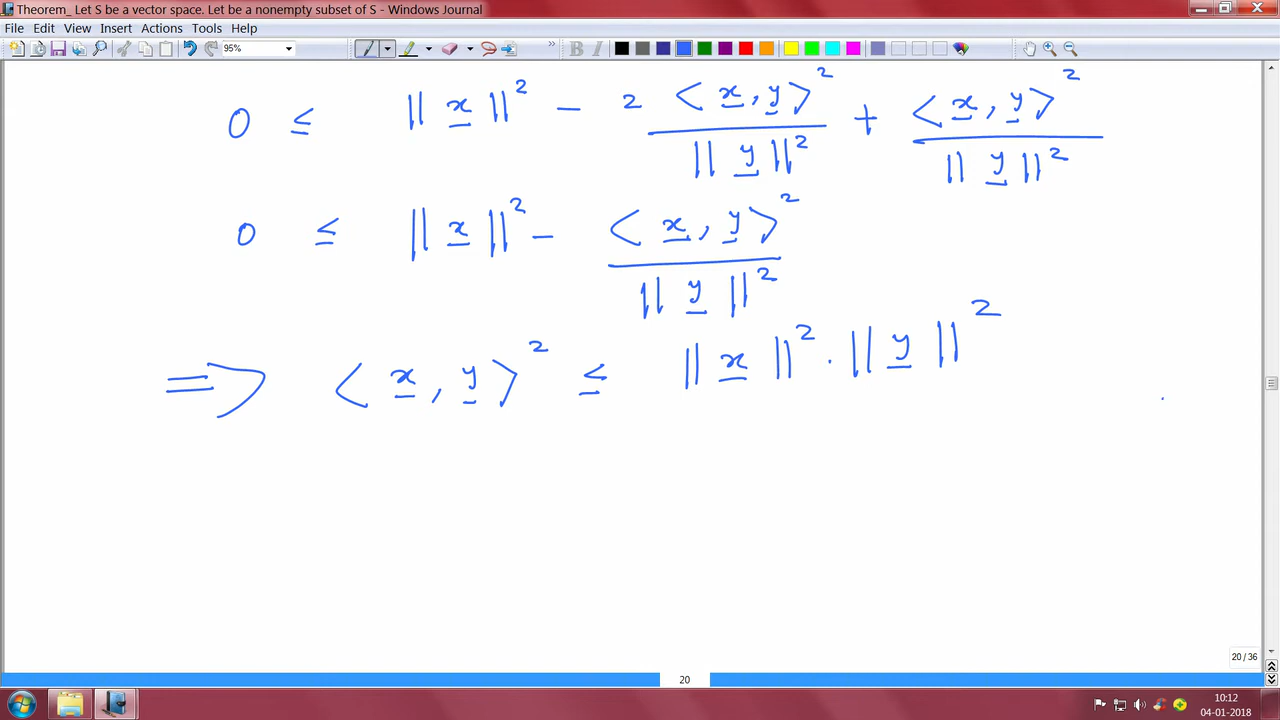 Theorem_ Let S be a vector space. Let be a nonempty subset of S - Windows Journal
File Edit View Insert Actions Tools Help
95%
0 ≤ ||x||² - 2 <x, y>² / ||y||² + <x, y>² / ||y||²
0 ≤ ||x||² - <x, y>² / ||y||²
⇒ <x, y>² ≤ ||x||² . ||y||²
20 / 36
20
10:12
04-01-2018